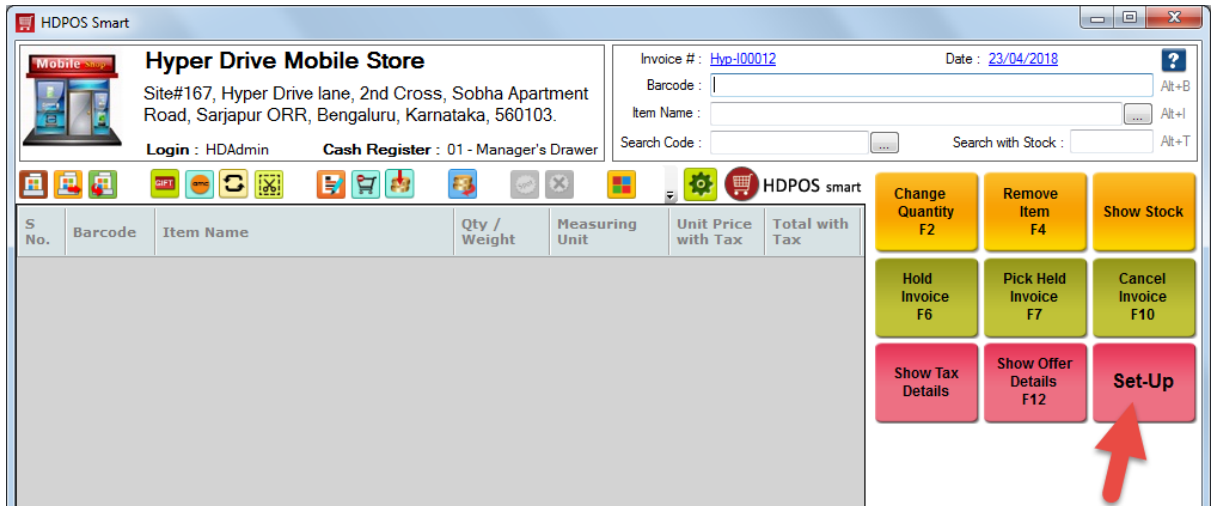 HDPOS Smart
Mobile Shop
Hyper Drive Mobile Store
Site#167, Hyper Drive lane, 2nd Cross, Sobha Apartment
Road, Sarjapur ORR, Bengaluru, Karnataka, 560103.
Login : HDAdmin Cash Register : 01 - Manager's Drawer
Invoice # : Hyp-I00012 Date : 23/04/2018 ?
Barcode : Alt+B
Item Name : ... Alt+I
Search Code : ... Search with Stock : Alt+T
GIFT amc HDPOS smart
S
No.
Barcode
Item Name
Qty /
Weight
Measuring
Unit
Unit Price
with Tax
Total with
Tax
Change
Quantity
F2
Remove
Item
F4
Show Stock
Hold
Invoice
F6
Pick Held
Invoice
F7
Cancel
Invoice
F10
Show Tax
Details
Show Offer
Details
F12
Set-Up